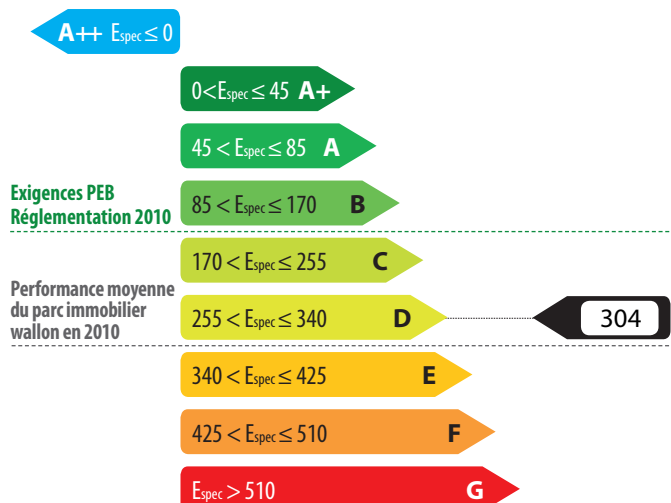 A++ Espec ≤ 0
0<Espec ≤ 45 A+
45 < Espec ≤ 85 A
Exigences PEB
Réglementation 2010
85 < Espec ≤ 170 B
170 < Espec ≤ 255 C
Performance moyenne
du parc immobilier
wallon en 2010
255 < Espec ≤ 340 D
304
340 < Espec ≤ 425 E
425 < Espec ≤ 510 F
Espec > 510 G